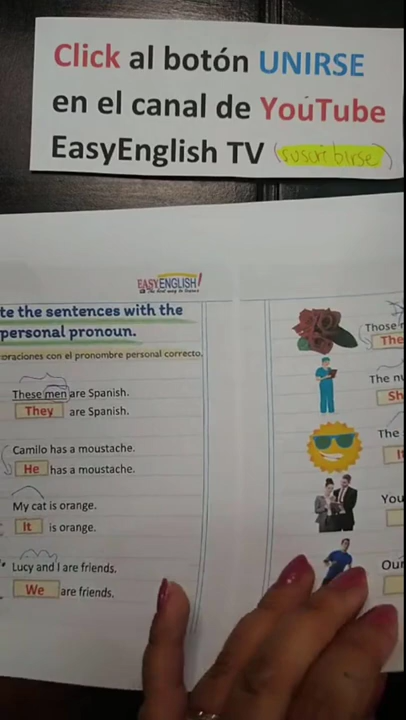 Click al botón UNIRSE
en el canal de YouTube
EasyEnglish TV (suscribirse)
EASYENGLISH!
te the sentences with the
personal pronoun.
oraciones con el pronombre personal correcto.
These men are Spanish.
They are Spanish.
Camilo has a moustache.
He has a moustache.
My cat is orange.
It is orange.
Lucy and I are friends.
We are friends.
Those
The
The nu
Sh
The
It
You
Our